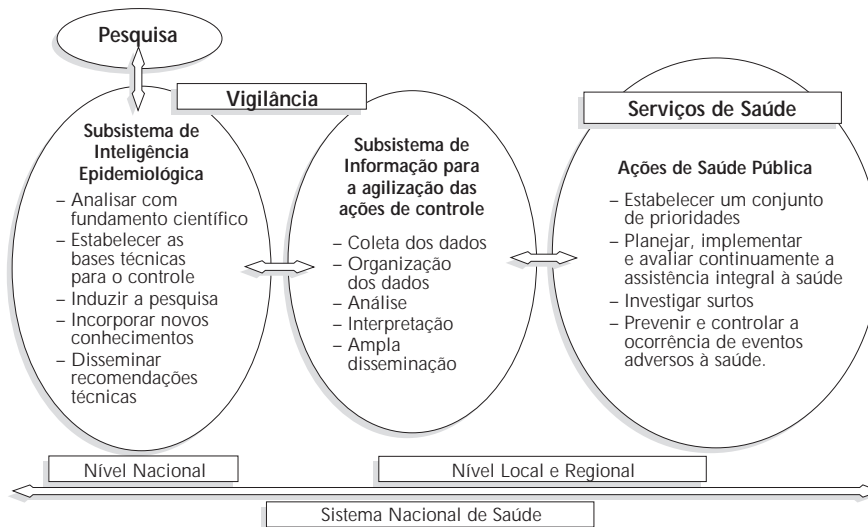 Pesquisa
Vigilância
Subsistema de
Inteligência
Epidemiológica
– Analisar com
fundamento científico
– Estabelecer as
bases técnicas
para o controle
– Induzir a pesquisa
– Incorporar novos
conhecimentos
– Disseminar
recomendações
técnicas
Subsistema de
Informação para
a agilização das
ações de controle
– Coleta dos dados
– Organização
dos dados
– Análise
– Interpretação
– Ampla
disseminação
Serviços de Saúde
Ações de Saúde Pública
– Estabelecer um conjunto
de prioridades
– Planejar, implementar
e avaliar continuamente a
assistência integral à saúde
– Investigar surtos
– Prevenir e controlar a
ocorrência de eventos
adversos à saúde.
Nível Nacional
Nível Local e Regional
Sistema Nacional de Saúde